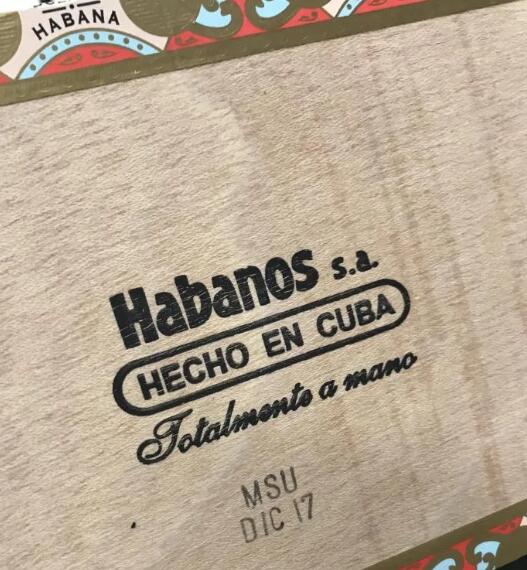 HABANA
Habanos s.a.
HECHO EN CUBA
Totalmente a mano
MSU
DIC 17